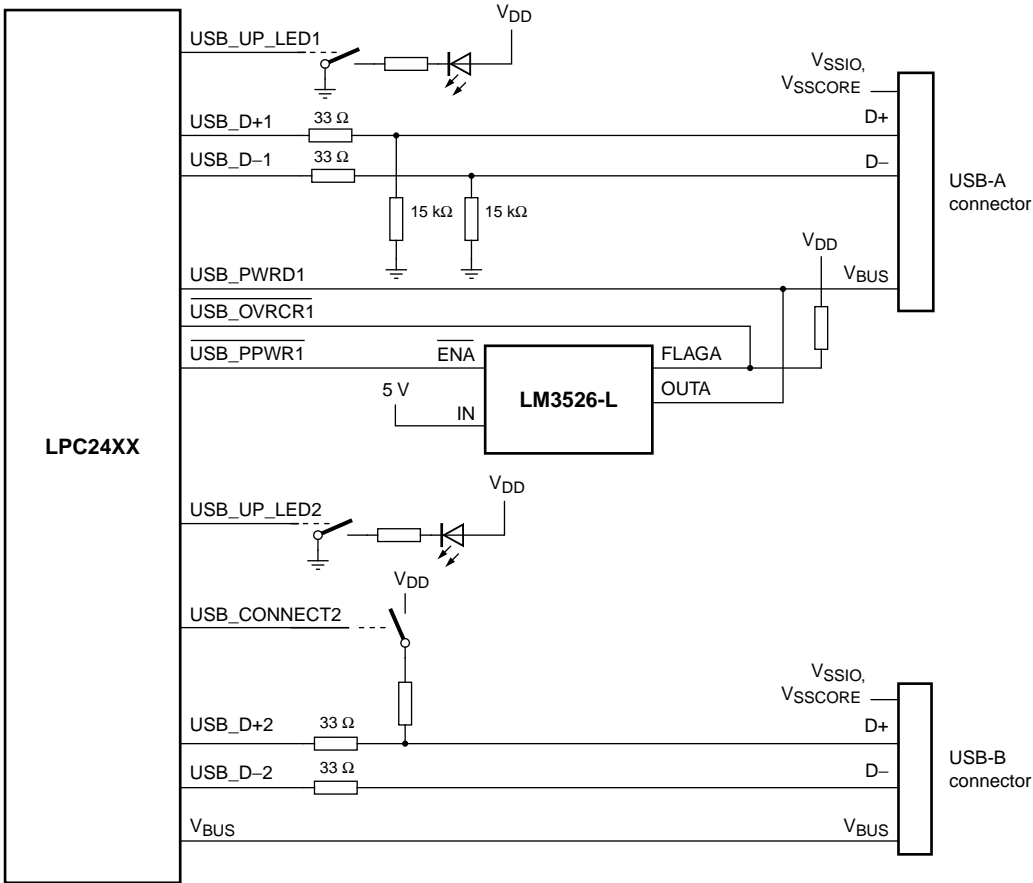 VDD
USB_UP_LED1
VSSIO,
VSSCORE
USB_D+1
33 Ω
D+
USB_D−1
33 Ω
D−
USB-A
connector
15 kΩ
15 kΩ
VDD
USB_PWRD1
VBUS
USB_OVRCR1
USB_PPWR1
ENA
FLAGA
5 V
IN
LM3526-L
OUTA
LPC24XX
VDD
USB_UP_LED2
VDD
USB_CONNECT2
VSSIO,
VSSCORE
USB_D+2
33 Ω
D+
USB_D−2
33 Ω
D−
USB-B
connector
VBUS
VBUS